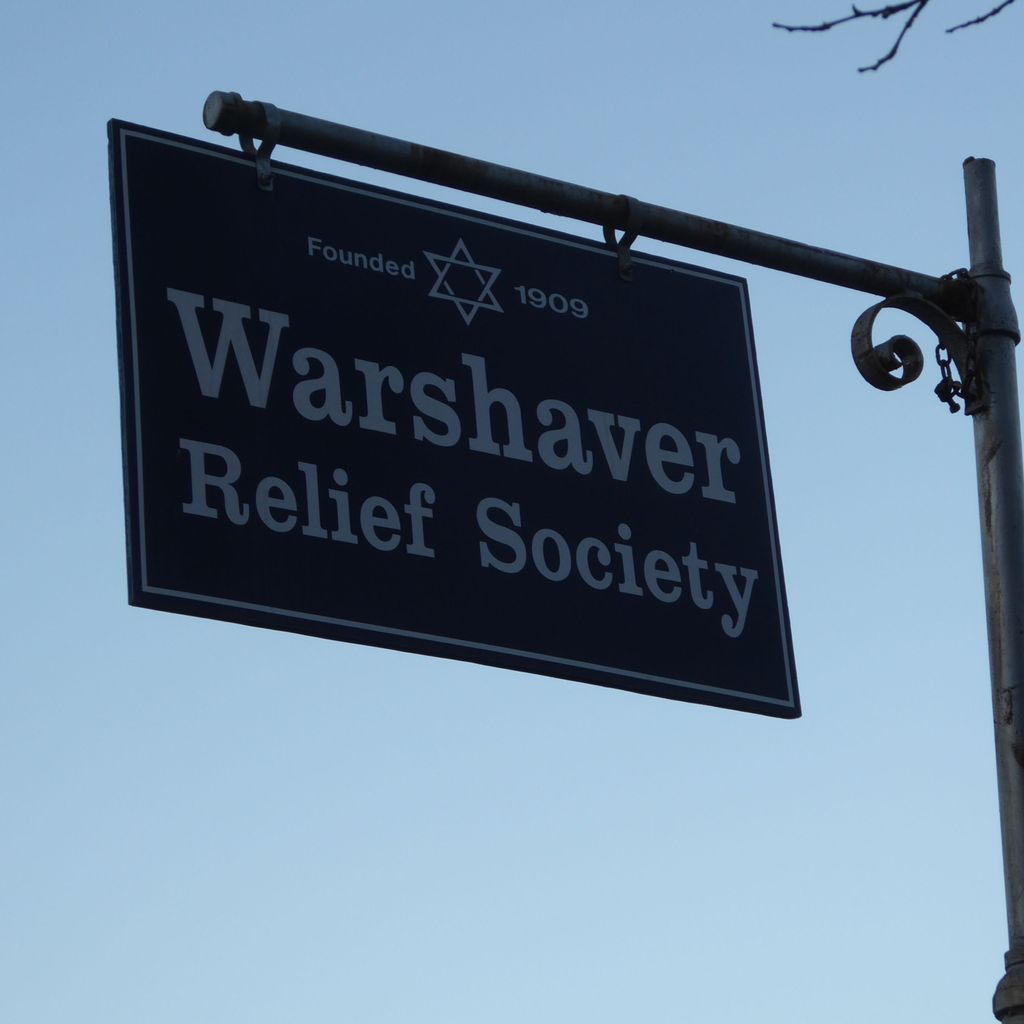 Founded 1909
Warshaver
Relief Society